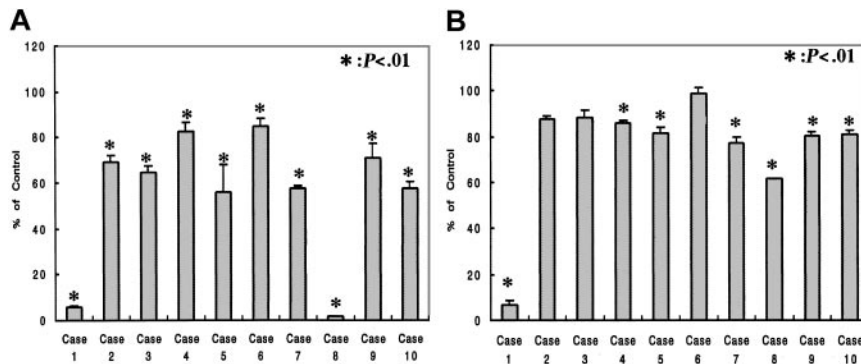 A
120
100
80
60
40
20
0
% of Control
*:P<.01
* * * * * * * * * *
Case Case Case Case Case Case Case Case Case Case
1 2 3 4 5 6 7 8 9 10
B
120
100
80
60
40
20
0
% of Control
*:P<.01
* * * * * * *
Case Case Case Case Case Case Case Case Case Case
1 2 3 4 5 6 7 8 9 10